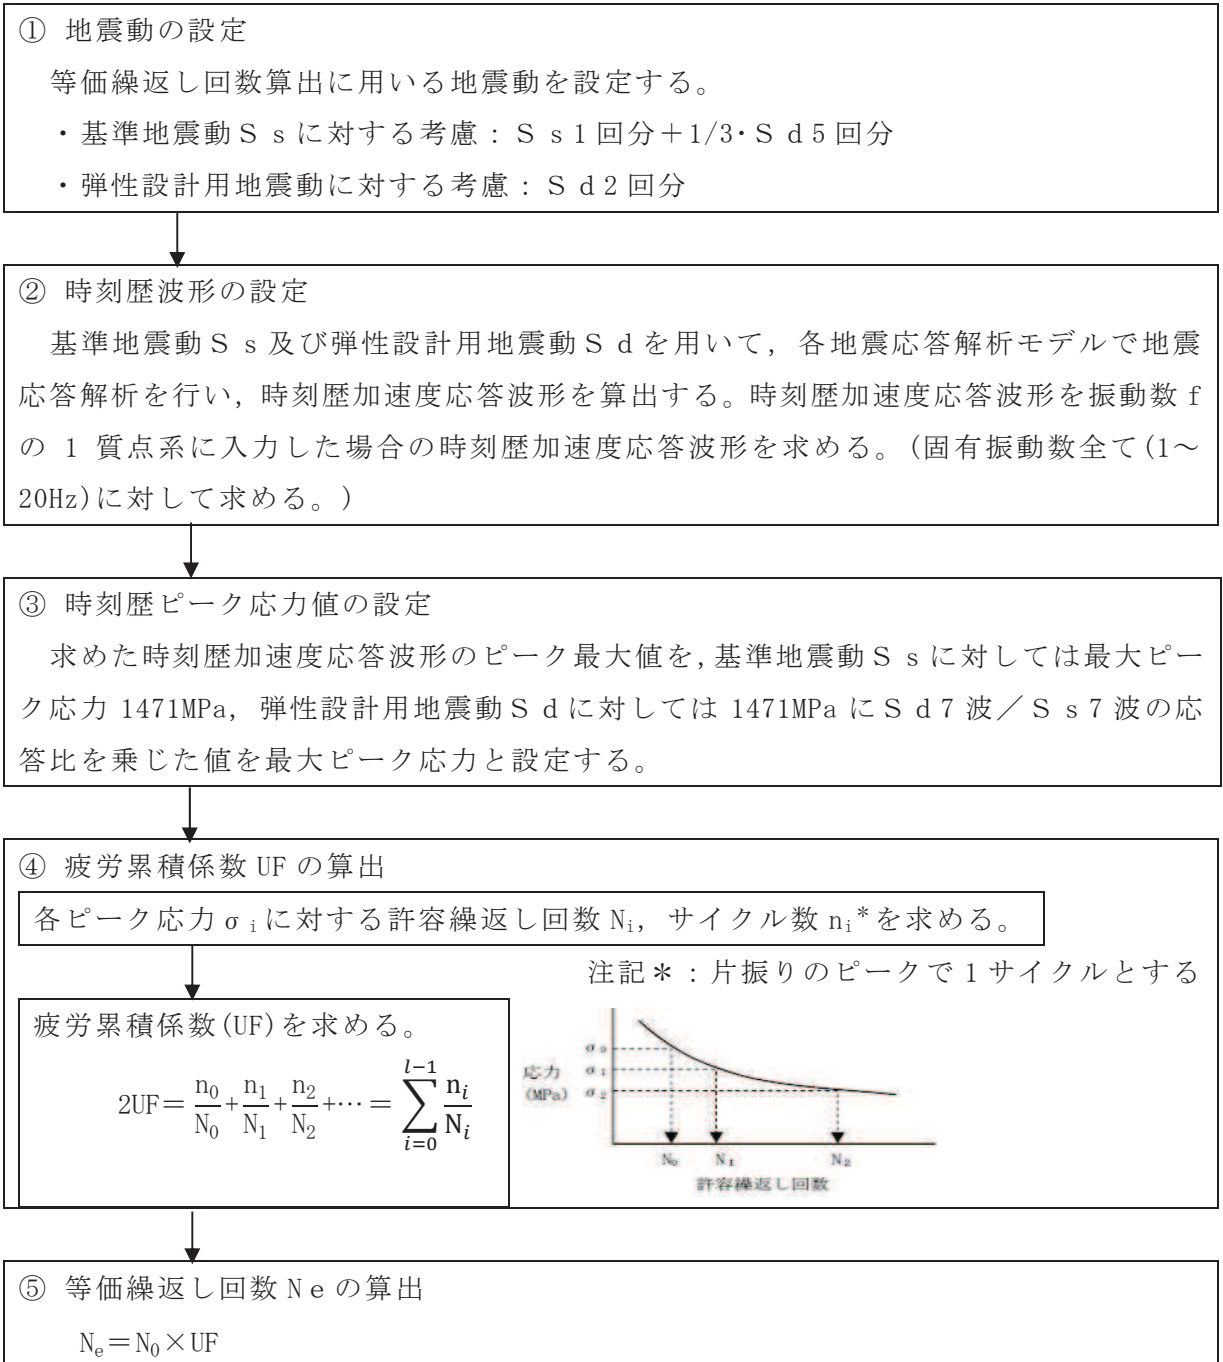 ① 地震動の設定
等価繰返し回数算出に用いる地震動を設定する。
・基準地震動Ｓｓに対する考慮：Ｓｓ1回分＋1/3・Ｓｄ5回分
・弾性設計用地震動に対する考慮：Ｓｄ2回分
② 時刻歴波形の設定
基準地震動Ｓｓ及び弾性設計用地震動Ｓｄを用いて，各地震応答解析モデルで地震
応答解析を行い，時刻歴加速度応答波形を算出する。時刻歴加速度応答波形を振動数f
の 1 質点系に入力した場合の時刻歴加速度応答波形を求める。(固有振動数全て(1～
20Hz)に対して求める。)
③ 時刻歴ピーク応力値の設定
求めた時刻歴加速度応答波形のピーク最大値を，基準地震動Ｓｓに対しては最大ピー
ク応力 1471MPa，弾性設計用地震動Ｓｄに対しては 1471MPa にＳｄ7波／Ｓｓ7波の応
答比を乗じた値を最大ピーク応力と設定する。
④ 疲労累積係数 UF の算出
各ピーク応力σᵢに対する許容繰返し回数 Nᵢ，サイクル数 nᵢ*を求める。
注記＊：片振りのピークで1サイクルとする
疲労累積係数(UF)を求める。
2UF＝ n₀/N₀ + n₁/N₁ + n₂/N₂ +⋯＝ ∑_{i=0}^{l−1} nᵢ/Nᵢ
応力
(MPa)
σ₀
σ₁
σ₂
N₀ N₁ N₂
許容繰返し回数
⑤ 等価繰返し回数Ｎｅの算出
Nₑ＝N₀×UF